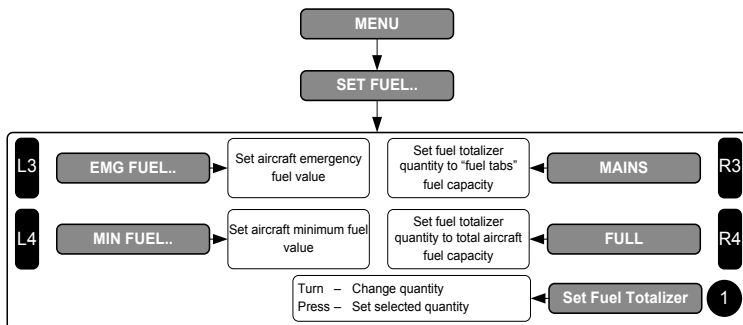 MENU
SET FUEL..
L3
EMG FUEL..
Set aircraft emergency
fuel value
Set fuel totalizer
quantity to “fuel tabs”
fuel capacity
MAINS
R3
L4
MIN FUEL..
Set aircraft minimum fuel
value
Set fuel totalizer
quantity to total aircraft
fuel capacity
FULL
R4
Turn – Change quantity
Press – Set selected quantity
Set Fuel Totalizer
1